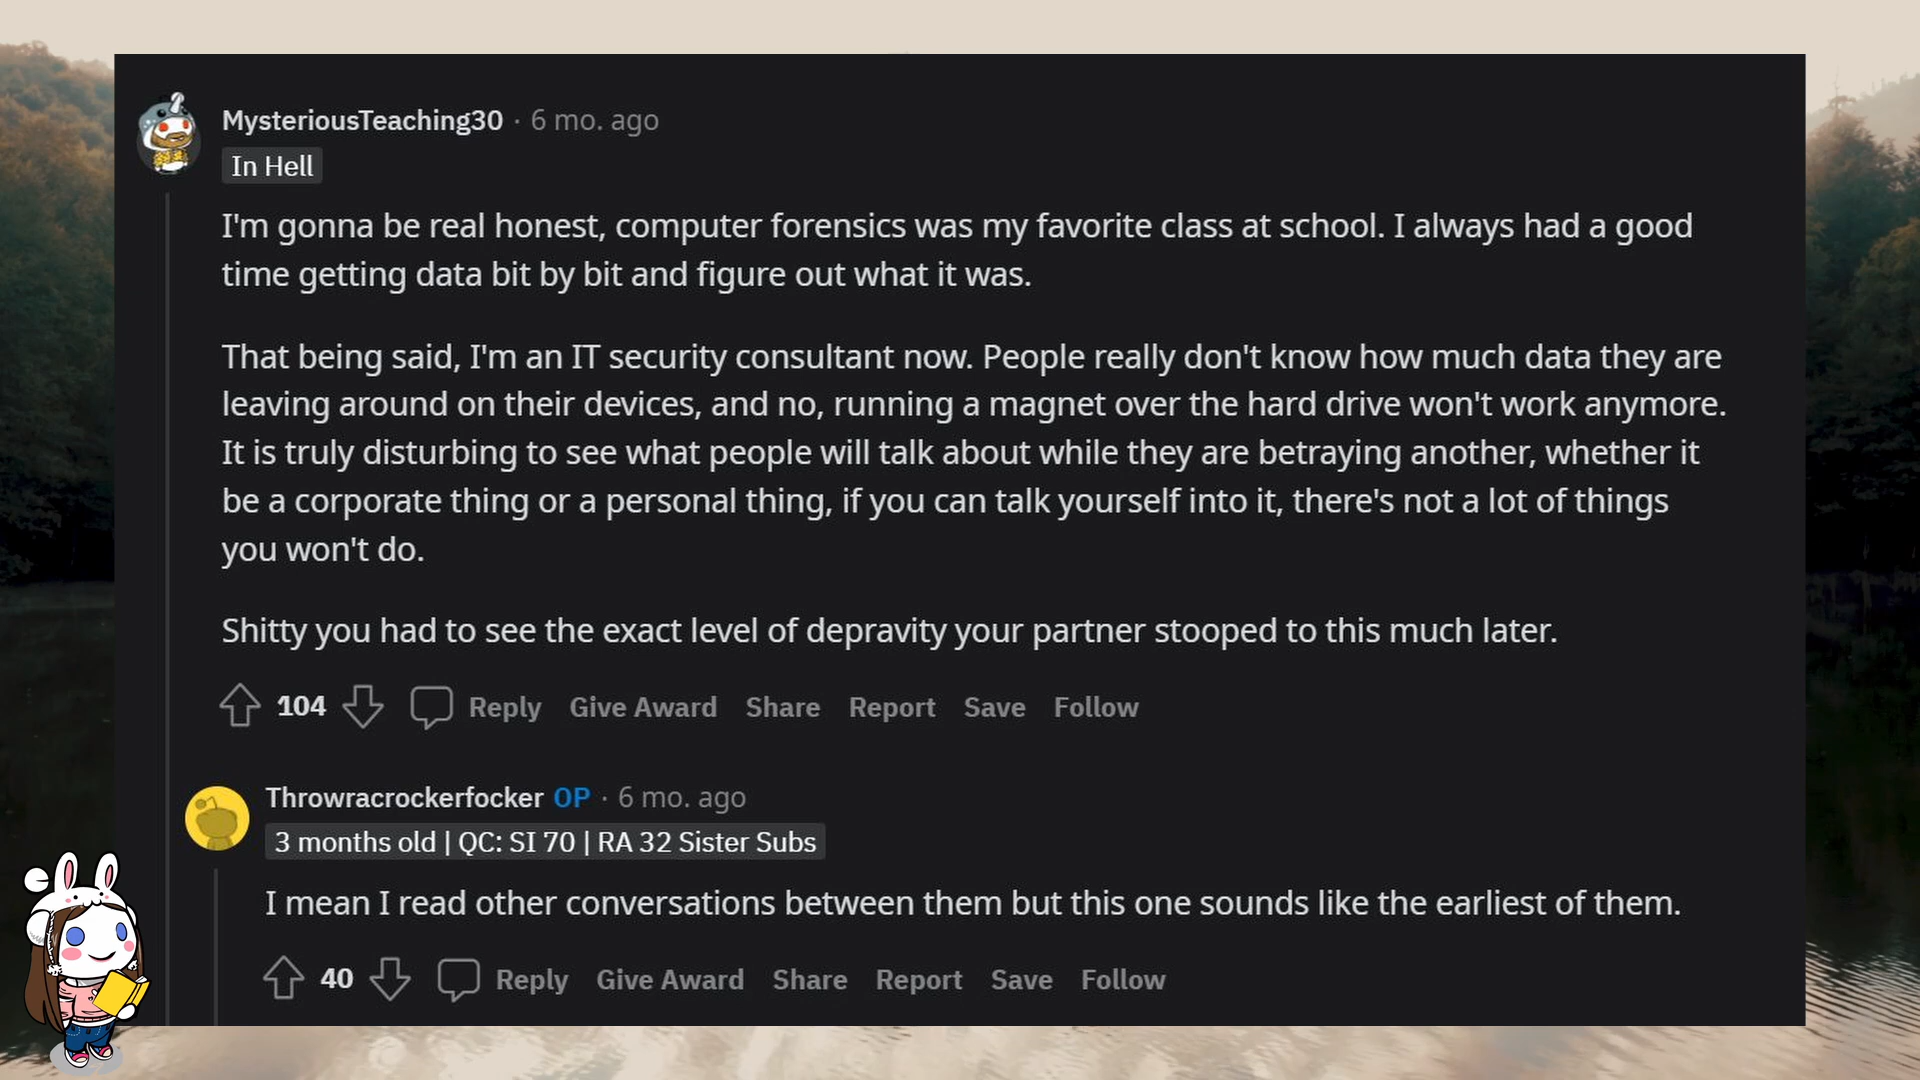 MysteriousTeaching30 · 6 mo. ago
In Hell
I'm gonna be real honest, computer forensics was my favorite class at school. I always had a good
time getting data bit by bit and figure out what it was.
That being said, I'm an IT security consultant now. People really don't know how much data they are
leaving around on their devices, and no, running a magnet over the hard drive won't work anymore.
It is truly disturbing to see what people will talk about while they are betraying another, whether it
be a corporate thing or a personal thing, if you can talk yourself into it, there's not a lot of things
you won't do.
Shitty you had to see the exact level of depravity your partner stooped to this much later.
104 Reply Give Award Share Report Save Follow
Throwracrockerfocker OP · 6 mo. ago
3 months old | QC: SI 70 | RA 32 Sister Subs
I mean I read other conversations between them but this one sounds like the earliest of them.
40 Reply Give Award Share Report Save Follow